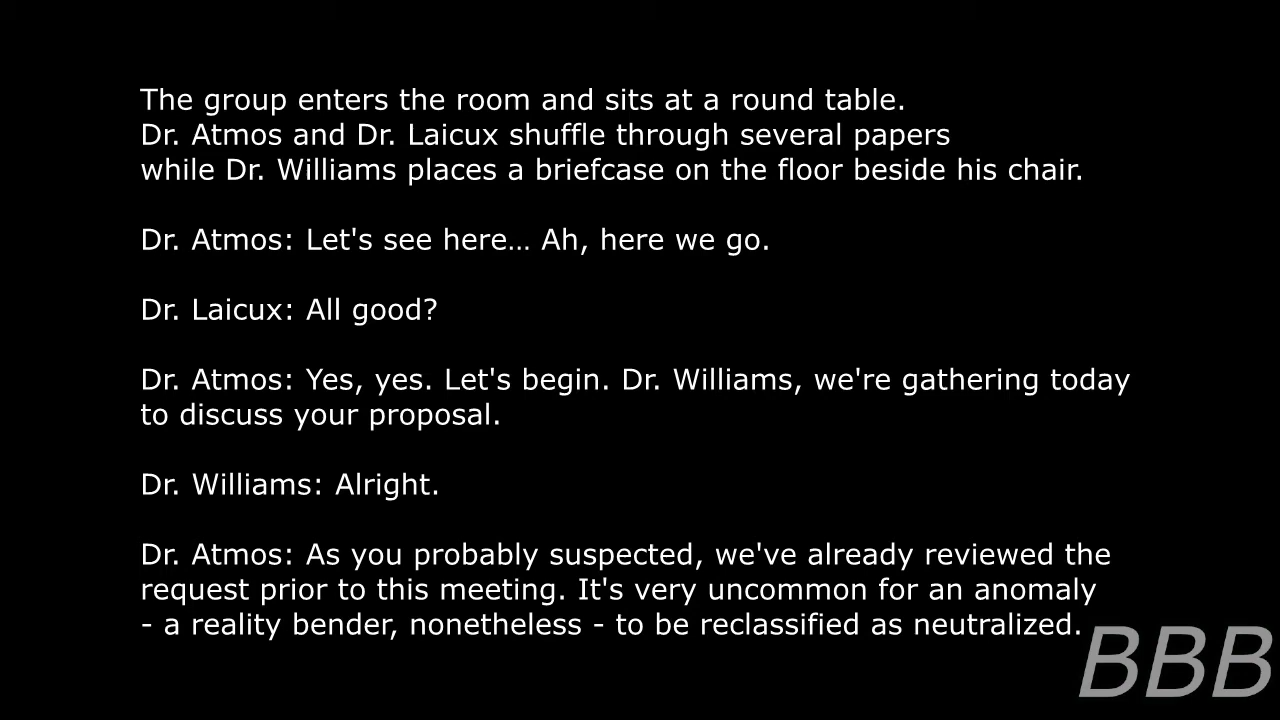 The group enters the room and sits at a round table.
Dr. Atmos and Dr. Laicux shuffle through several papers
while Dr. Williams places a briefcase on the floor beside his chair.
Dr. Atmos: Let's see here… Ah, here we go.
Dr. Laicux: All good?
Dr. Atmos: Yes, yes. Let's begin. Dr. Williams, we're gathering today
to discuss your proposal.
Dr. Williams: Alright.
Dr. Atmos: As you probably suspected, we've already reviewed the
request prior to this meeting. It's very uncommon for an anomaly
- a reality bender, nonetheless - to be reclassified as neutralized.
BBB